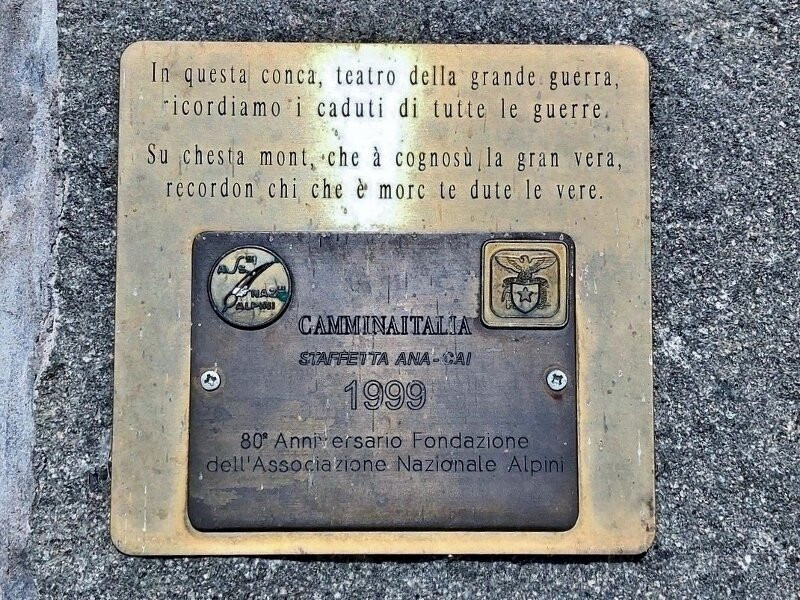 In questa conca, teatro della grande guerra,
ricordiamo i caduti di tutte le guerre.
Su chesta mont, che à cognosù la gran vera,
recordon chi che è morc te dute le vere.
NAZ
ALPINI
CAMMINAITALIA
STAFFETTA ANA-CAI
1999
80° Anniversario Fondazione
dell'Associazione Nazionale Alpini